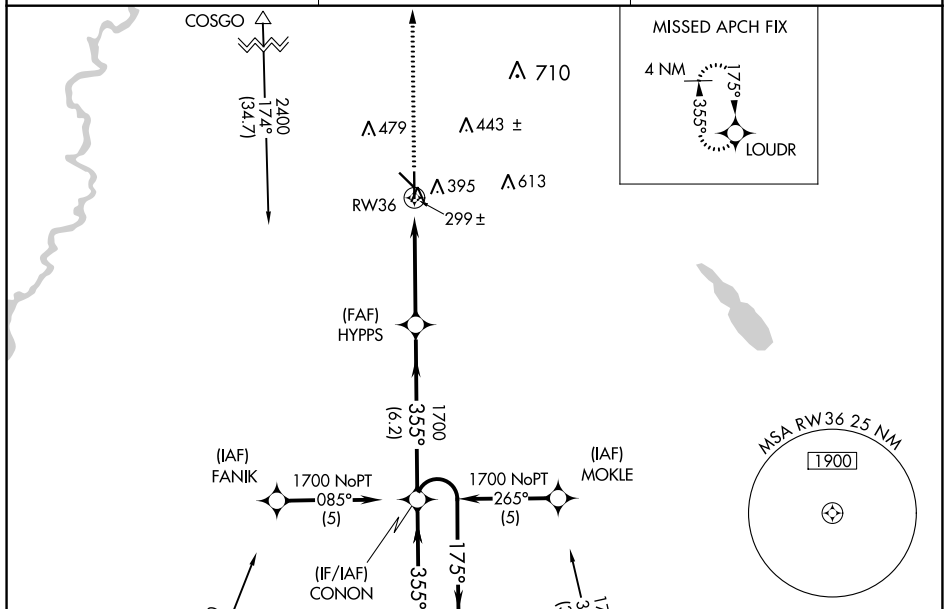 COSGO
2400
174°
(34.7)
710
479
443 ±
395
613
RW36
299 ±
MISSED APCH FIX
4 NM
175°
355°
LOUDR
(FAF)
HYPPS
1700
355°
(6.2)
(IAF)
FANIK
1700 NoPT
085°
(5)
1700 NoPT
265°
(5)
(IAF)
MOKLE
(IF/IAF)
CONON
355°
175°
MSA RW36 25 NM
1900